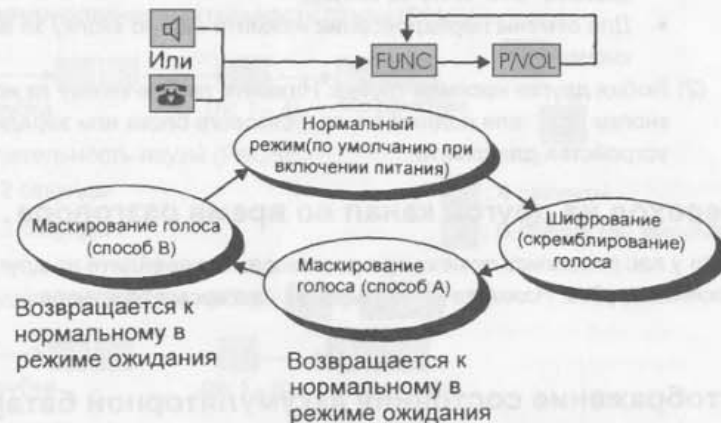 Или
FUNC P/VOL
Нормальный
режим(по умолчанию при
включении питания)
Маскирование голоса
(способ В)
Шифрование
(скремблирование)
голоса
Маскирование
голоса (способ А)
Возвращается к
нормальному в
режиме ожидания
Возвращается к
нормальному в
режиме ожидания